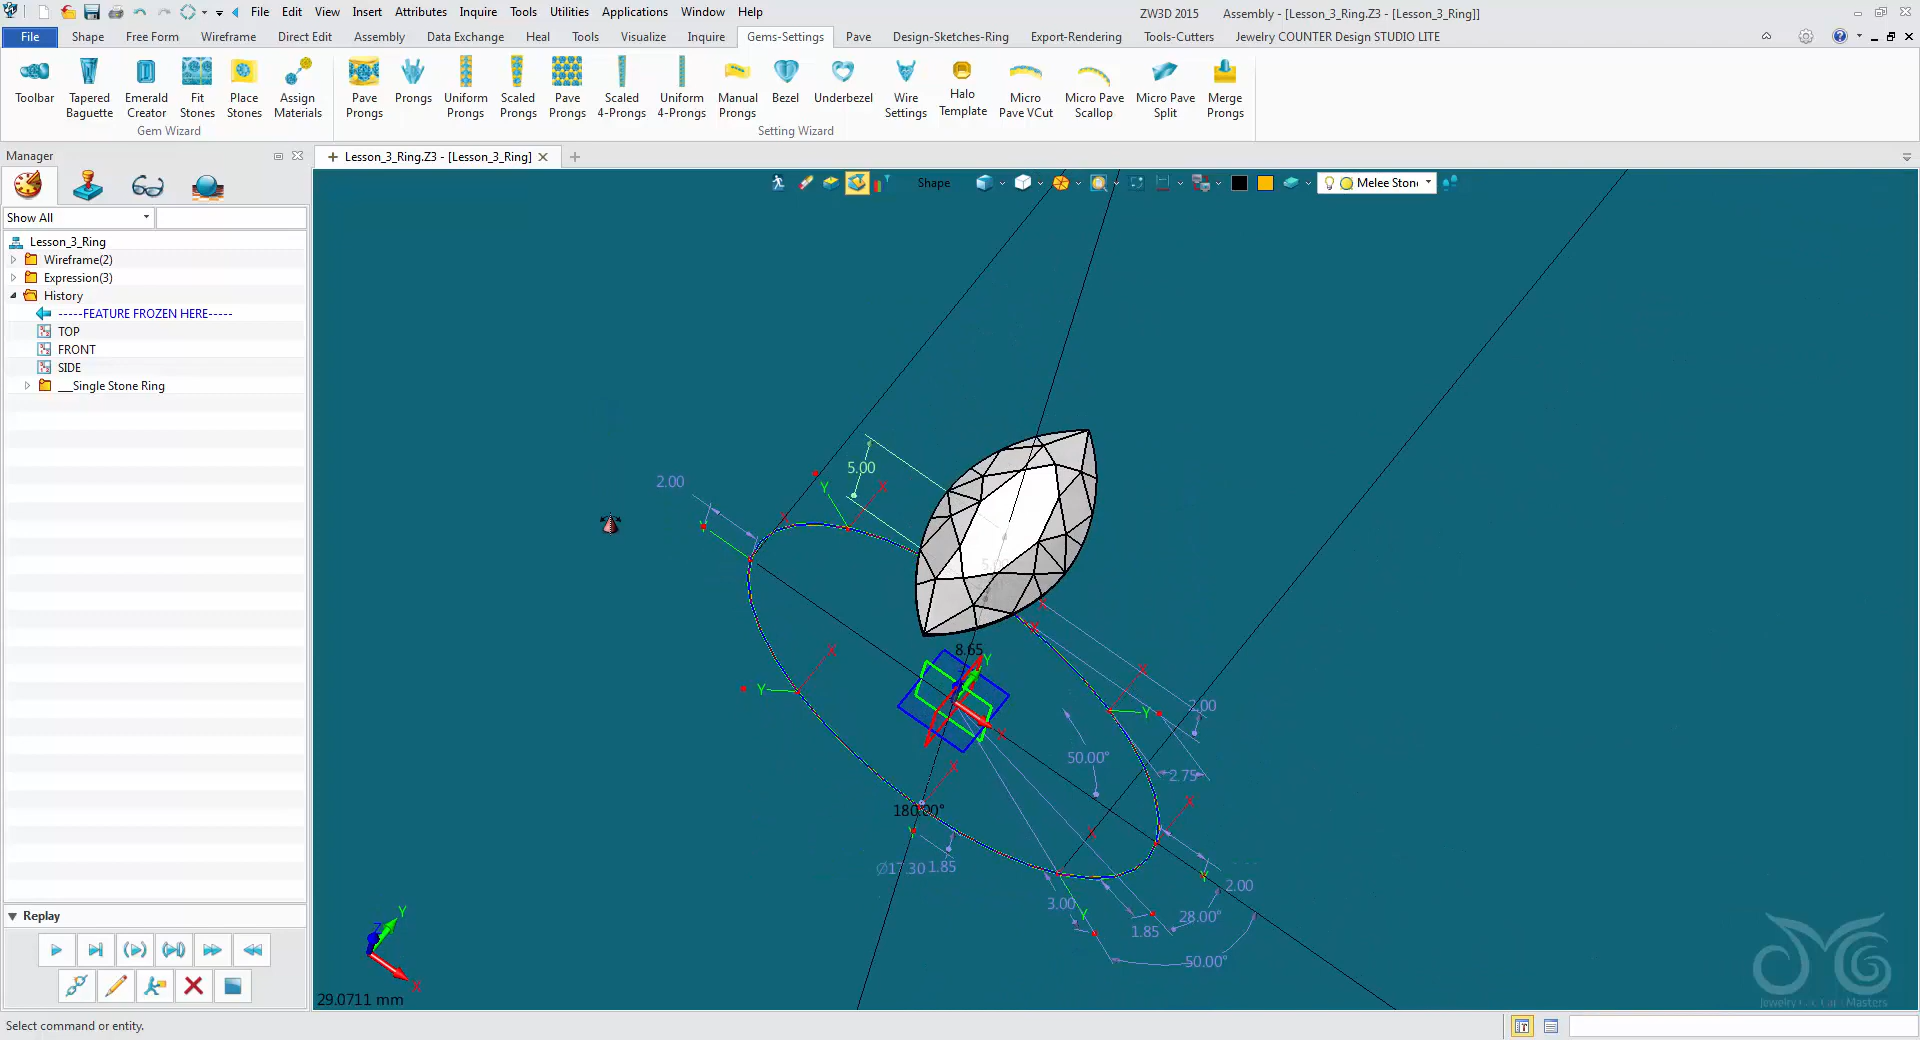 File Edit View Insert Attributes Inquire Tools Utilities Applications Window Help
ZW3D 2015 Assembly - [Lesson_3_Ring.Z3 - [Lesson_3_Ring]]
File Shape Free Form Wireframe Direct Edit Assembly Data Exchange Heal Tools Visualize Inquire Gems-Settings Pave Design-Sketches-Ring Export-Rendering Tools-Cutters Jewelry COUNTER Design STUDIO LITE
Toolbar
Tapered Baguette
Emerald Creator
Fit Stones
Place Stones
Assign Materials
Gem Wizard
Pave Prongs
Prongs
Uniform Prongs
Scaled Prongs
Pave Prongs
Scaled 4-Prongs
Uniform 4-Prongs
Manual Prongs
Bezel
Underbezel
Wire Settings
Halo Template
Micro Pave VCut
Micro Pave Scallop
Micro Pave Split
Merge Prongs
Setting Wizard
Manager
Lesson_3_Ring.Z3 - [Lesson_3_Ring]
Shape
Melee Ston
Show All
Lesson_3_Ring
Wireframe(2)
Expression(3)
History
-----FEATURE FROZEN HERE-----
TOP
FRONT
SIDE
___Single Stone Ring
Replay
5.00
2.00
Y
X
8.65
2.00
50.00°
2.75
180.00°
Ø17.30
1.85
2.00
3.00
28.00°
1.85
50.00°
Y
X
29.0711 mm
Select command or entity.